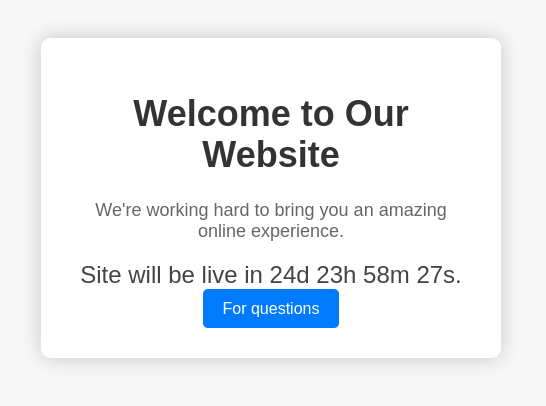 Welcome to Our
Website
We're working hard to bring you an amazing
online experience.
Site will be live in 24d 23h 58m 27s.
For questions